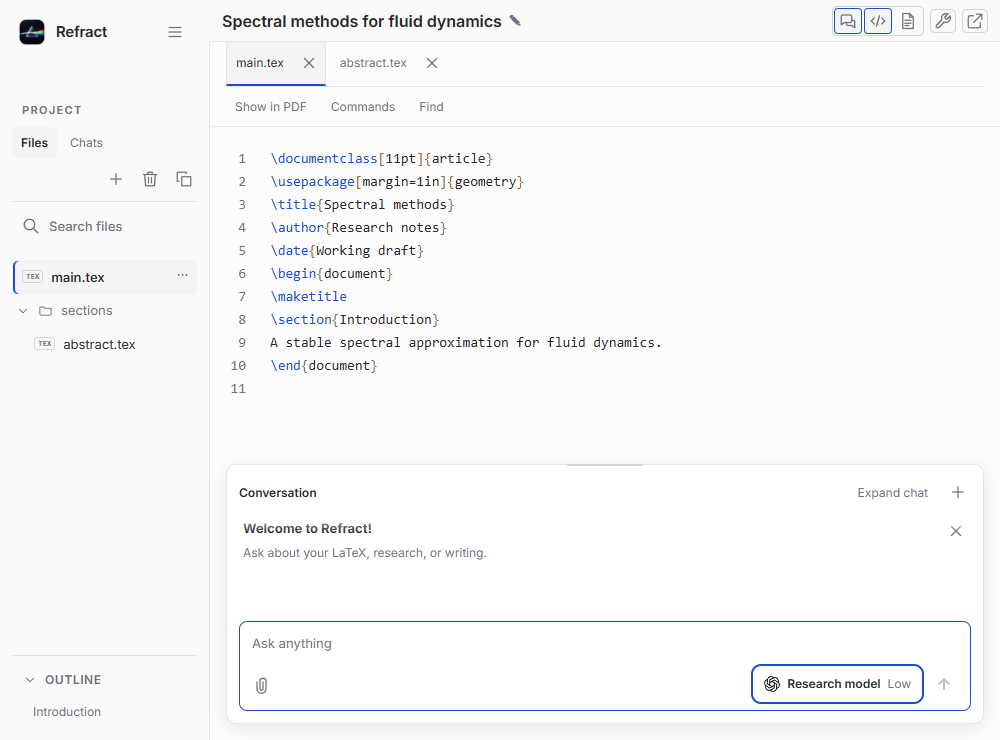 Refract
PROJECT
Files
Chats
Search files
TEX main.tex ...
sections
TEX abstract.tex
OUTLINE
Introduction
Spectral methods for fluid dynamics
main.tex
abstract.tex
Show in PDF
Commands
Find
1 \documentclass[11pt]{article}
2 \usepackage[margin=1in]{geometry}
3 \title{Spectral methods}
4 \author{Research notes}
5 \date{Working draft}
6 \begin{document}
7 \maketitle
8 \section{Introduction}
9 A stable spectral approximation for fluid dynamics.
10 \end{document}
11
Conversation
Expand chat
Welcome to Refract!
Ask about your LaTeX, research, or writing.
Ask anything
Research model Low